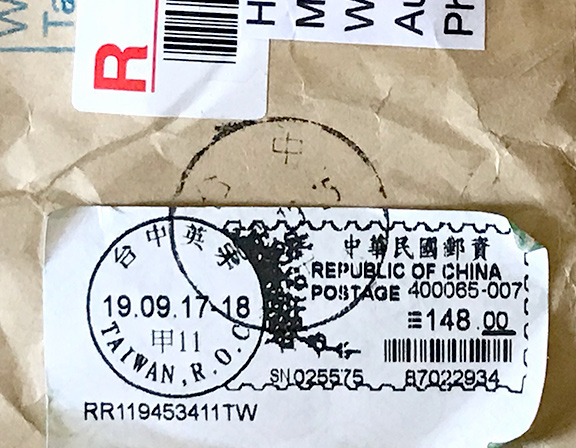 R
中
台中英才
19.09.17-18
甲11
TAIWAN, R.O.C
中華民國郵資
REPUBLIC OF CHINA
POSTAGE 400065-007
148.00
SN025575 87022934
RR119453411TW